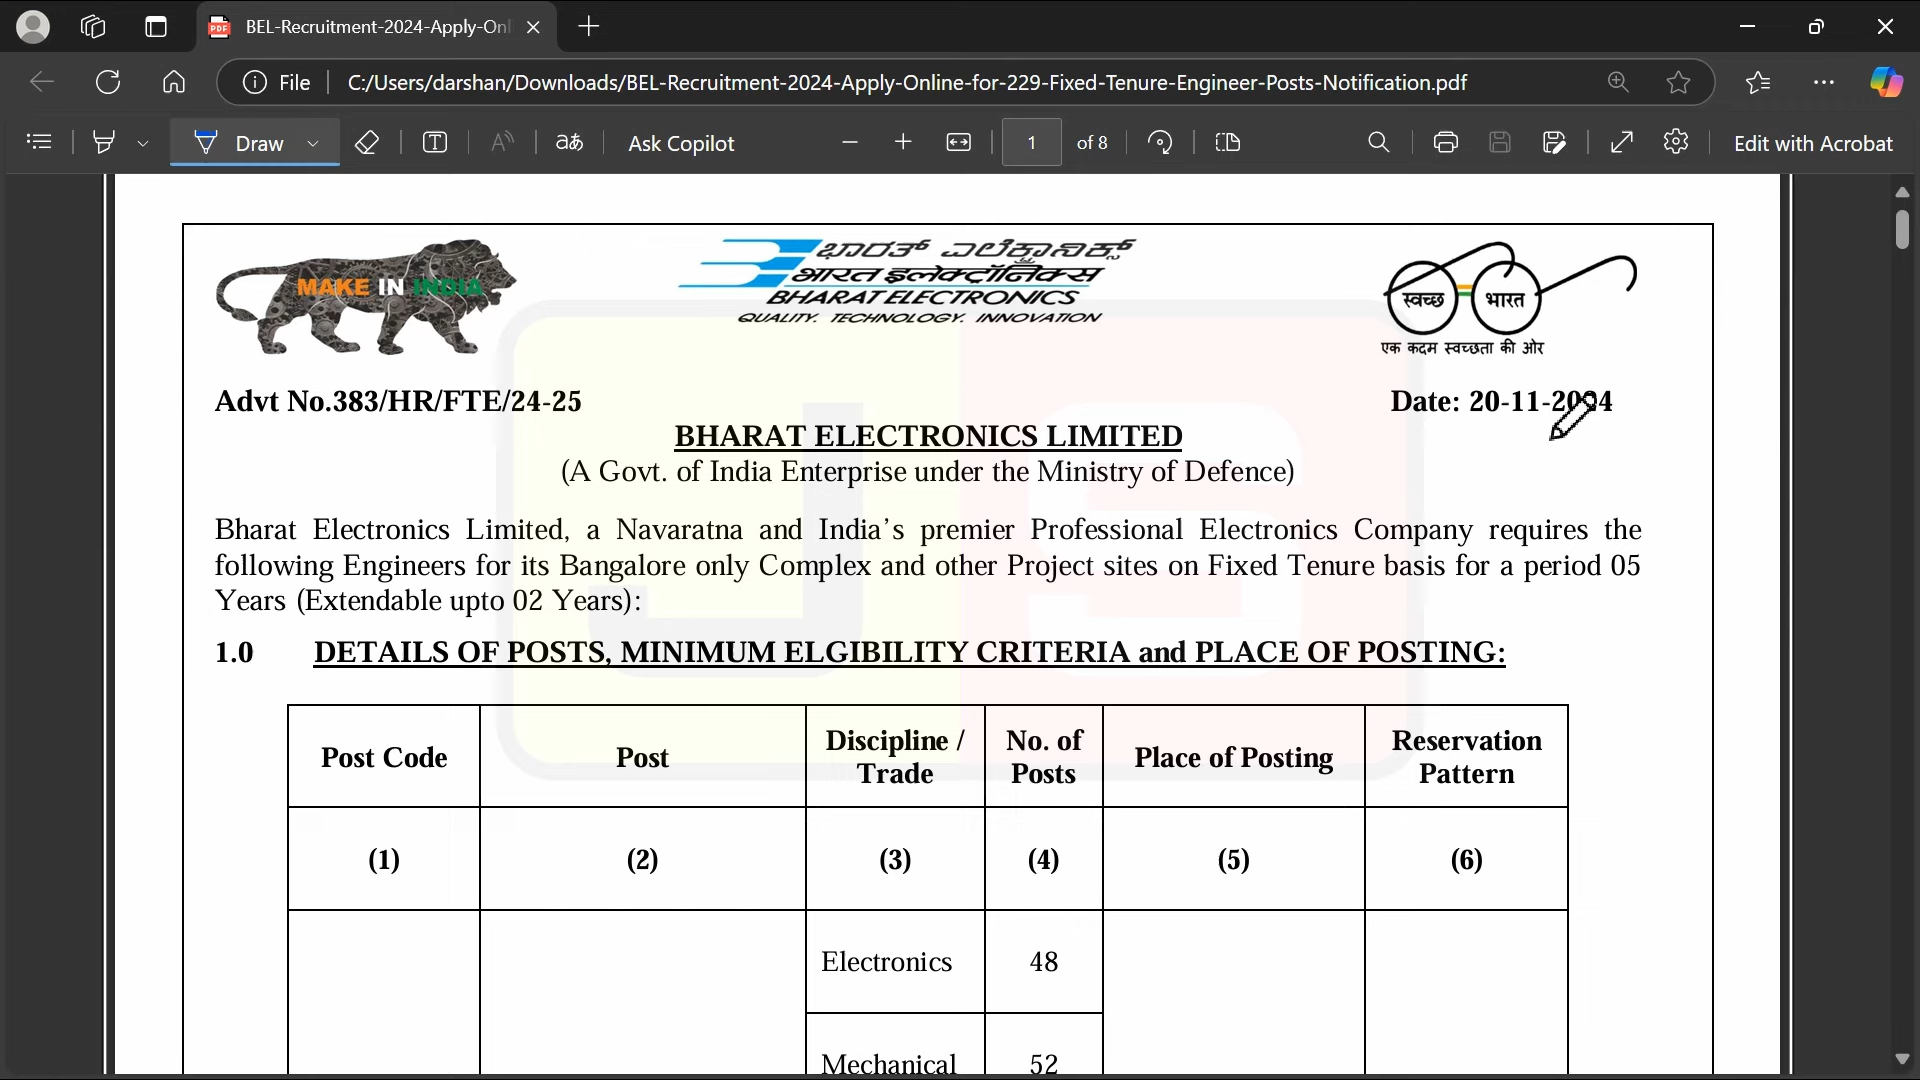 BEL-Recruitment-2024-Apply-Onl
File
C:/Users/darshan/Downloads/BEL-Recruitment-2024-Apply-Online-for-229-Fixed-Tenure-Engineer-Posts-Notification.pdf
Draw
aあ
Ask Copilot
1
of 8
Edit with Acrobat
MAKE IN INDIA
ಭಾರತ್ ಎಲೆಕ್ಟ್ರಾನಿಕ್ಸ್
भारत इलेक्ट्रॉनिक्स
BHARAT ELECTRONICS
QUALITY. TECHNOLOGY. INNOVATION
स्वच्छ भारत
एक कदम स्वच्छता की ओर
Advt No.383/HR/FTE/24-25
Date: 20-11-2024
BHARAT ELECTRONICS LIMITED
(A Govt. of India Enterprise under the Ministry of Defence)
Bharat Electronics Limited, a Navaratna and India's premier Professional Electronics Company requires the
following Engineers for its Bangalore only Complex and other Project sites on Fixed Tenure basis for a period 05
Years (Extendable upto 02 Years):
1.0 DETAILS OF POSTS, MINIMUM ELGIBILITY CRITERIA and PLACE OF POSTING:
Post Code
Post
Discipline /
Trade
No. of
Posts
Place of Posting
Reservation
Pattern
(1)
(2)
(3)
(4)
(5)
(6)
Electronics
48
Mechanical
52
JS